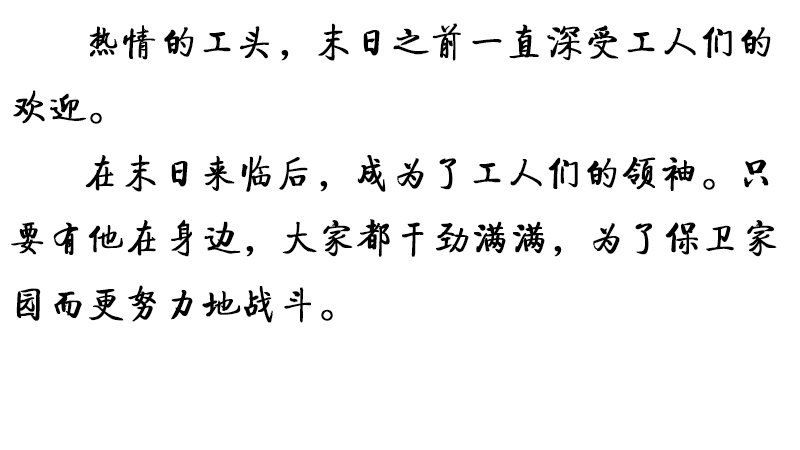 热情的工头，末日之前一直深受工人们的
欢迎。
在末日来临后，成为了工人们的领袖。只
要有他在身边，大家都干劲满满，为了保卫家
园而更努力地战斗。